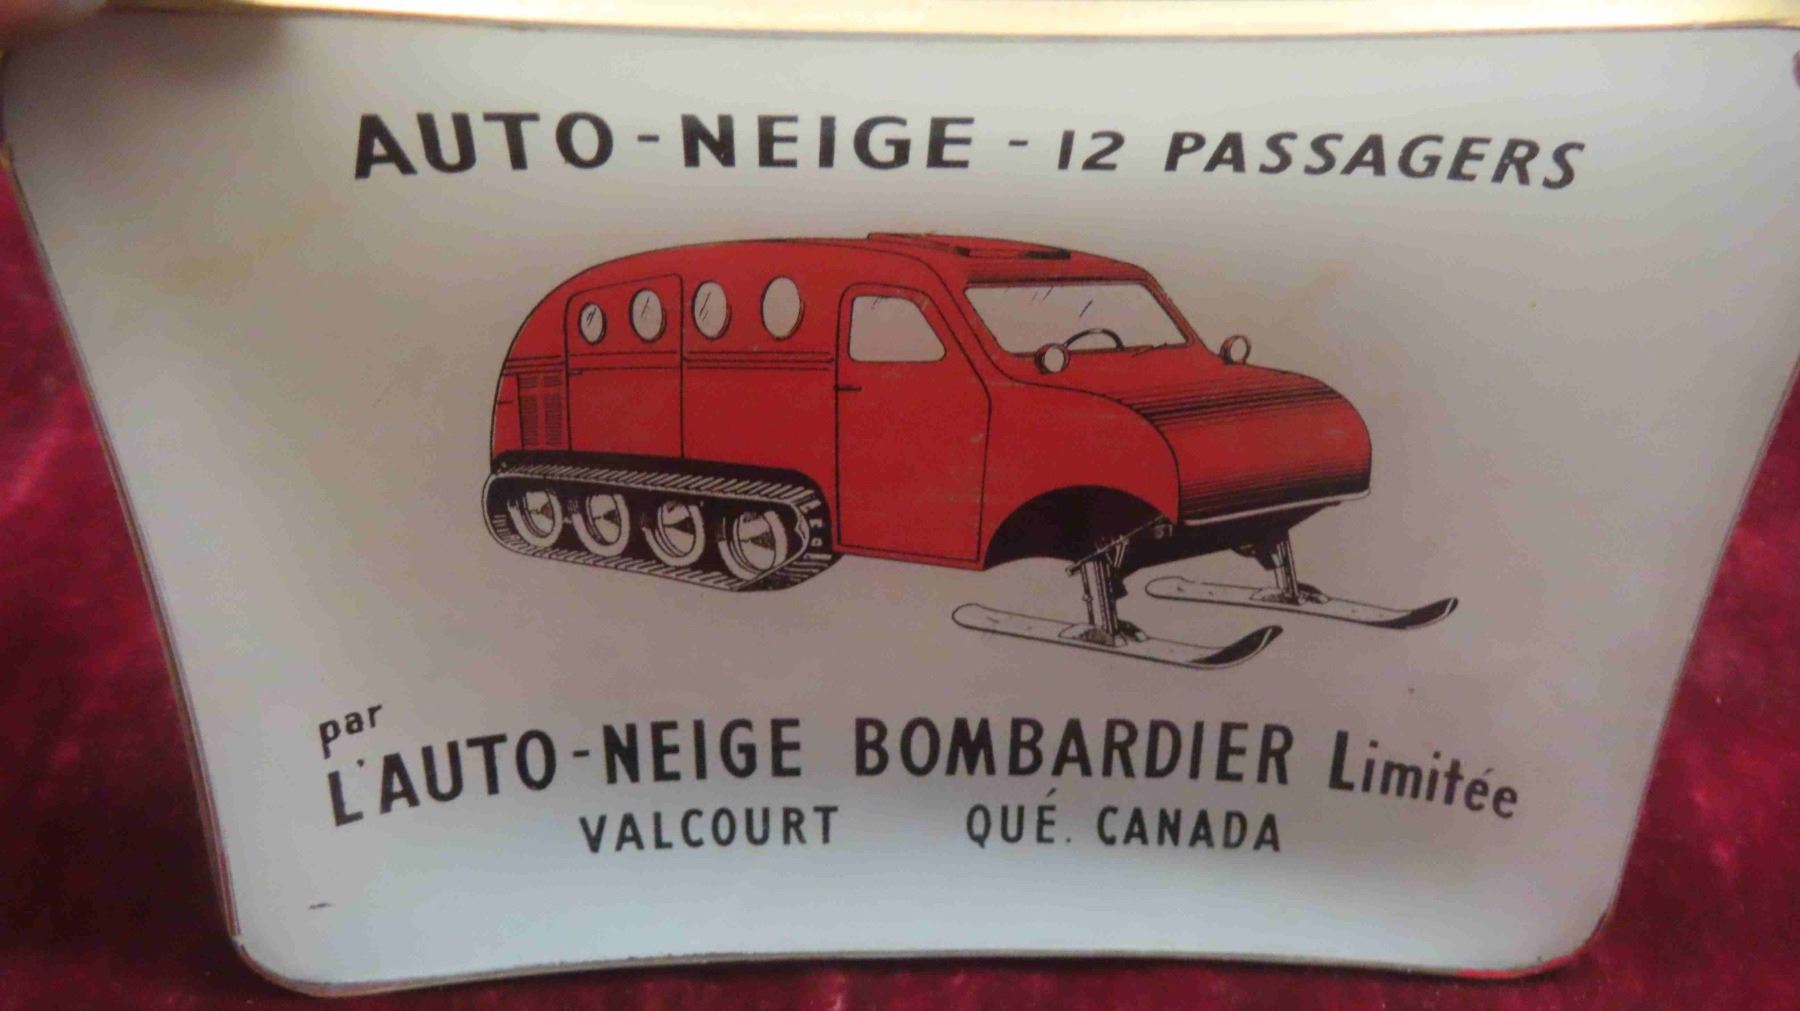 AUTO-NEIGE - 12 PASSAGERS
par
L'AUTO-NEIGE BOMBARDIER Limitée
VALCOURT QUÉ. CANADA